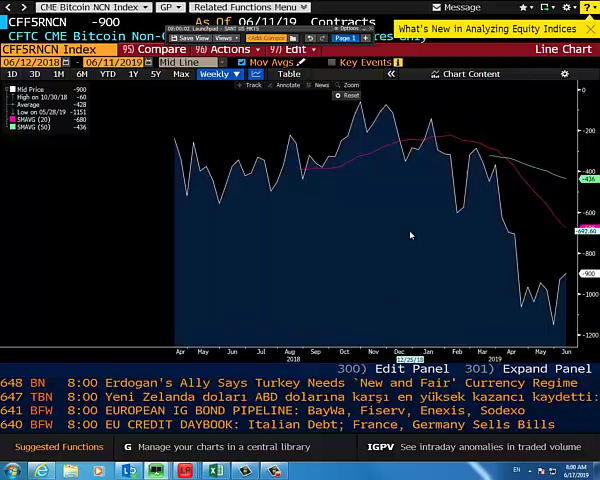 CME Bitcoin NCN Index GP Related Functions Menu Message
CFF5RNCN -900 As Of 06/11/19 Contracts
What's New in Analyzing Equity Indices
CFTC CME Bitcoin Non-
Only
Save View Views Page 1
CFF5RNCN Index 95) Compare 96) Actions 97) Edit Line Chart
06/12/2018 06/11/2019 Mid Line Mov Avgs Key Events
1D 3D 1M 6M YTD 1Y 5Y Max Weekly Table Chart Content
Track Annotate News Zoom
Reset
Mid Price -900
High on 10/30/18 -60
Average -428
Low on 05/28/19 -1151
SMAVG (20) -680
SMAVG (50) -436
0
-200
-400
-436
-600
-692.60
-800
-900
-1000
-1200
Apr May Jun Jul Aug Sep Oct Nov Dec Jan Feb Mar Apr May Jun
2018 12/25/18 2019
300) Edit Panel 301) Expand Panel
648 BN 8:00 Erdogan's Ally Says Turkey Needs `New and Fair' Currency Regime
647 TBN 8:00 Yeni Zelanda doları ABD dolarına karşı en yüksek kazancı kaydetti:
641 BFW 8:00 EUROPEAN IG BOND PIPELINE: BayWa, Fiserv, Enexis, Sodexo
640 BFW 8:00 EU CREDIT DAYBOOK: Italian Debt; France, Germany Sells Bills
Suggested Functions G Manage your charts in a central library IGPV See intraday anomalies in traded volume
EN 8:00 AM
6/17/2019